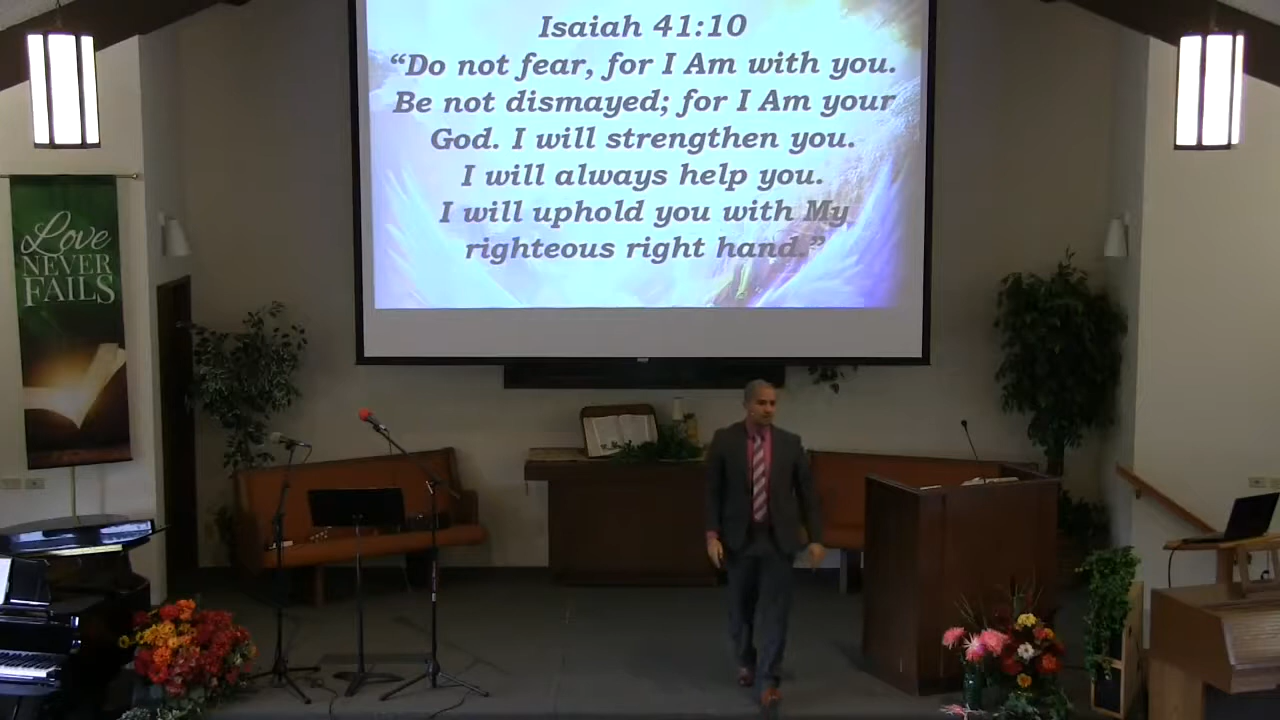 Isaiah 41:10
“Do not fear, for I Am with you.
Be not dismayed; for I Am your
God. I will strengthen you.
I will always help you.
I will uphold you with My
righteous right hand.”
Love
NEVER
FAILS